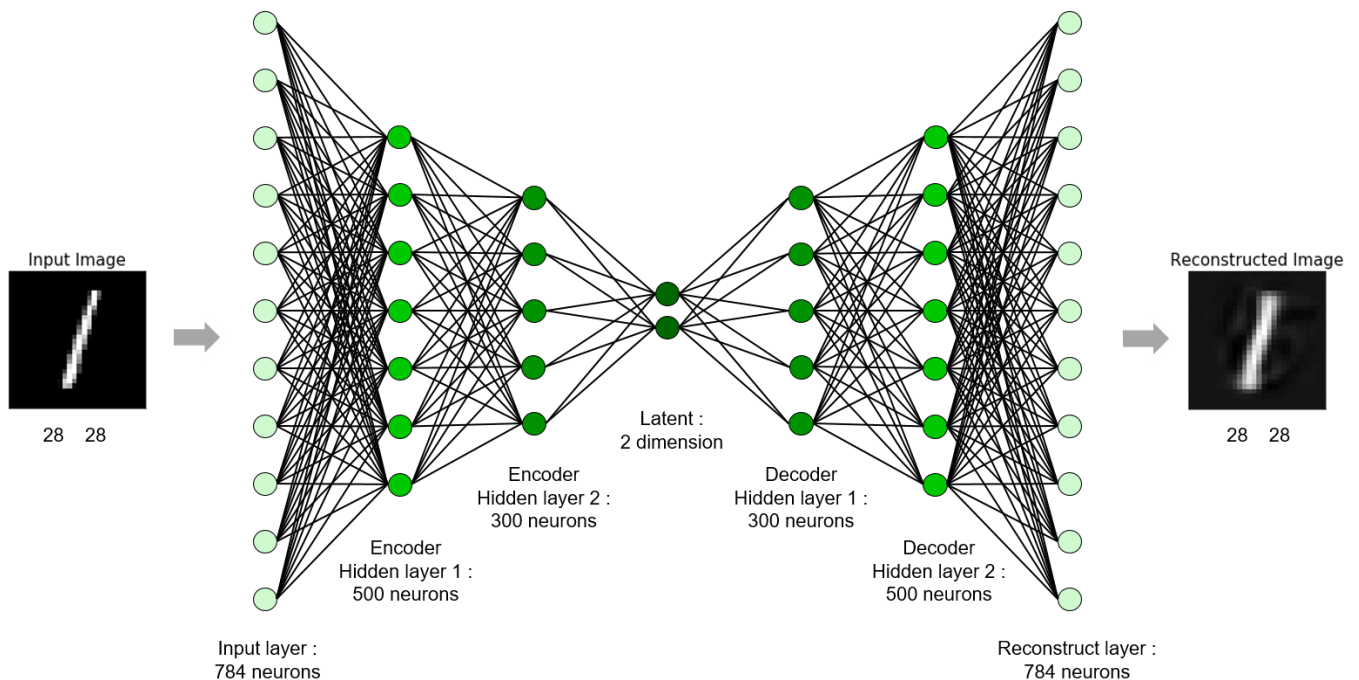 Input Image
28 28
Input layer :
784 neurons
Encoder
Hidden layer 1 :
500 neurons
Encoder
Hidden layer 2 :
300 neurons
Latent :
2 dimension
Decoder
Hidden layer 1 :
300 neurons
Decoder
Hidden layer 2 :
500 neurons
Reconstruct layer :
784 neurons
Reconstructed Image
28 28